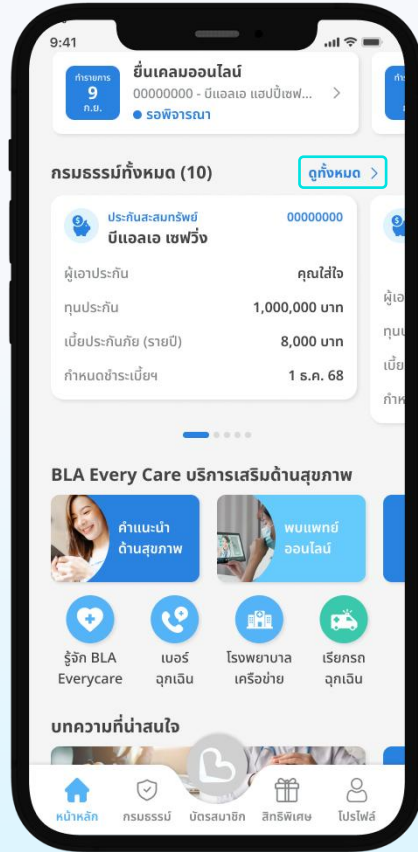 9:41
ทำรายการ
9
ก.ย.
ยื่นเคลมออนไลน์
00000000 - บีแอลเอ แฮปปี้เซฟ...
รอพิจารณา
กรมธรรม์ทั้งหมด (10)
ดูทั้งหมด
ประกันสะสมทรัพย์
00000000
บีแอลเอ เซฟวิ่ง
ผู้เอาประกัน
คุณใส่ใจ
ทุนประกัน
1,000,000 บาท
เบี้ยประกันภัย (รายปี)
8,000 บาท
กำหนดชำระเบี้ยฯ
1 ธ.ค. 68
BLA Every Care บริการเสริมด้านสุขภาพ
คำแนะนำ
ด้านสุขภาพ
พบแพทย์
ออนไลน์
รู้จัก BLA
Everycare
เบอร์
ฉุกเฉิน
โรงพยาบาล
เครือข่าย
เรียกรถ
ฉุกเฉิน
บทความที่น่าสนใจ
หน้าหลัก
กรมธรรม์
บัตรสมาชิก
สิทธิพิเศษ
โปรไฟล์